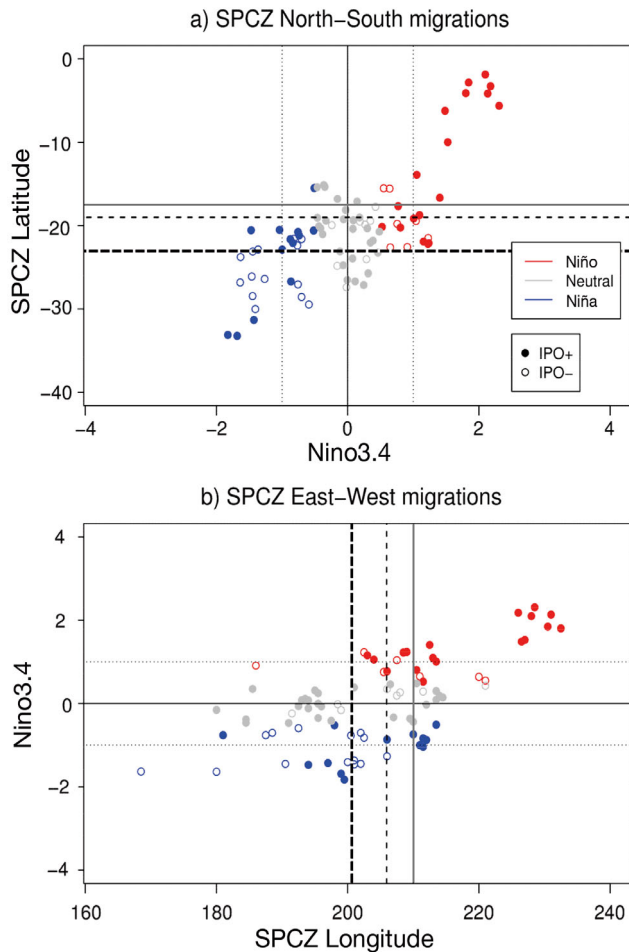 a) SPCZ North−South migrations
0
−10
−20
−30
−40
SPCZ Latitude
Niño
Neutral
Niña
IPO+
IPO−
−4
−2
0
2
4
Nino3.4
b) SPCZ East−West migrations
4
2
0
−2
−4
Nino3.4
160
180
200
220
240
SPCZ Longitude